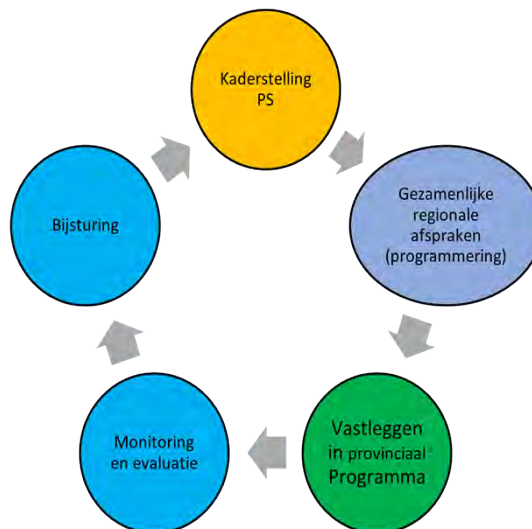 Kaderstelling
PS
Gezamenlijke
regionale
afspraken
(programmering)
Vastleggen
in provinciaal
Programma
Monitoring
en evaluatie
Bijsturing